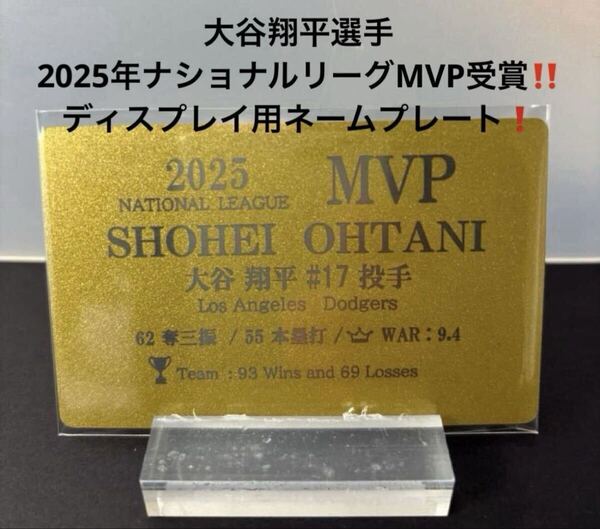 大谷翔平選手
2025年ナショナルリーグMVP受賞‼️
ディスプレイ用ネームプレート❗
2025 MVP
NATIONAL LEAGUE
SHOHEI OHTANI
大谷 翔平 #17 投手
Los Angeles Dodgers
62 奪三振 / 55 本塁打 / WAR : 9.4
Team : 93 Wins and 69 Losses